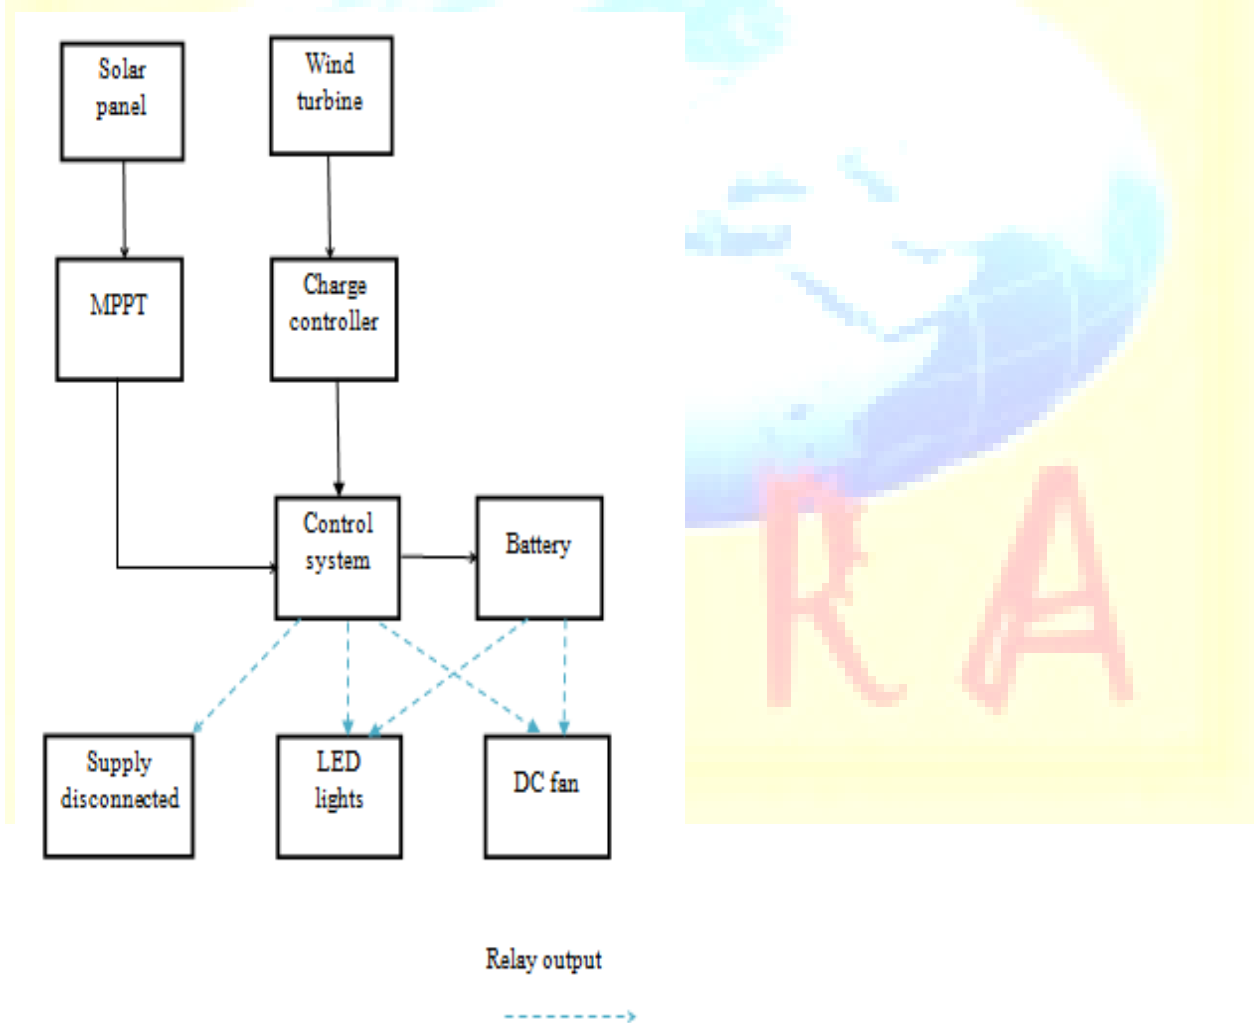 Solar
panel
Wind
turbine
MPPT
Charge
controller
Control
system
Battery
Supply
disconnected
LED
lights
DC fan
Relay output
R A